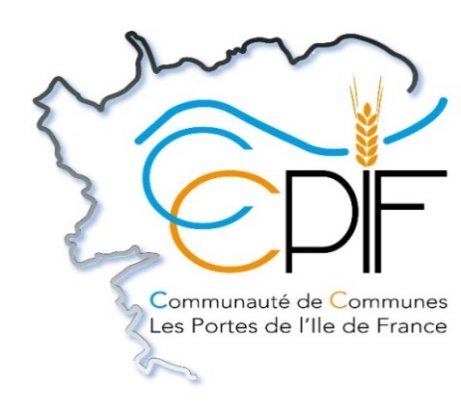 CCPIF
Communauté de Communes
Les Portes de l'Ile de France